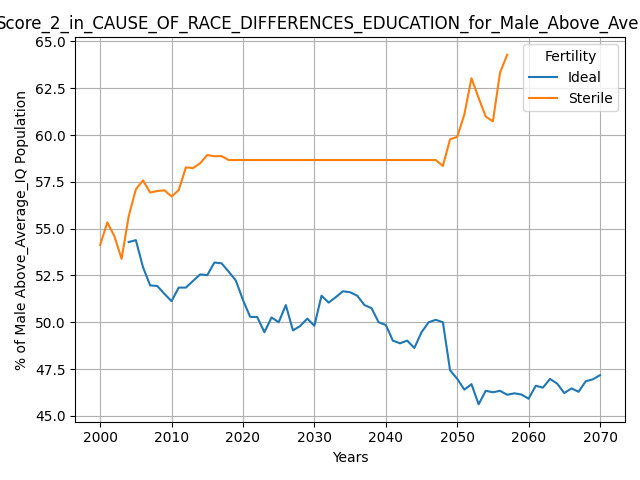 Score_2_in_CAUSE_OF_RACE_DIFFERENCES_EDUCATION_for_Male_Above_Ave
65.0
62.5
60.0
57.5
55.0
52.5
50.0
47.5
45.0
% of Male Above_Average_IQ Population
Fertility
Ideal
Sterile
2000 2010 2020 2030 2040 2050 2060 2070
Years